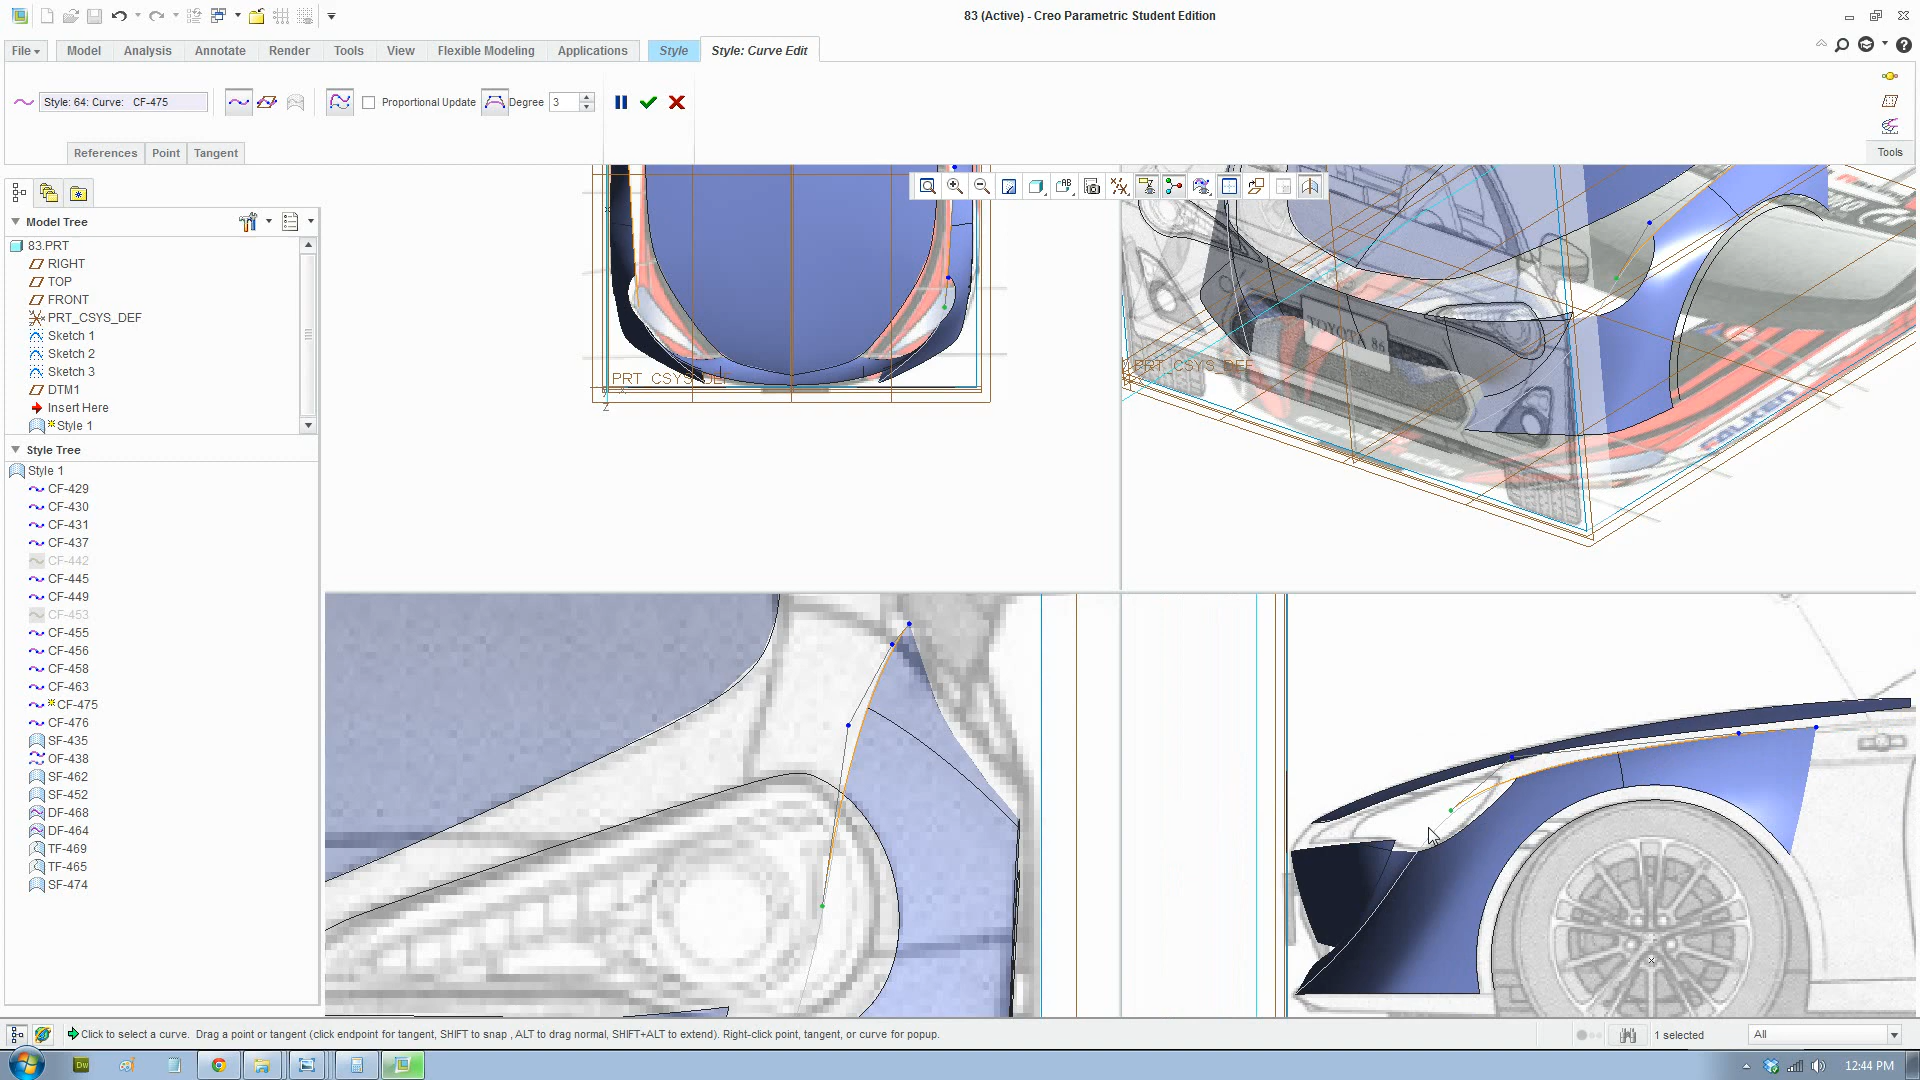 83 (Active) - Creo Parametric Student Edition
File Model Analysis Annotate Render Tools View Flexible Modeling Applications Style Style: Curve Edit
Style: 64: Curve: CF-475 Proportional Update Degree 3
References Point Tangent
Tools
Model Tree
83.PRT
RIGHT
TOP
FRONT
PRT_CSYS_DEF
Sketch 1
Sketch 2
Sketch 3
DTM1
Insert Here
Style 1
Style Tree
Style 1
CF-429
CF-430
CF-431
CF-437
CF-442
CF-445
CF-449
CF-453
CF-455
CF-456
CF-458
CF-463
CF-475
CF-476
SF-435
OF-438
SF-462
SF-452
DF-468
DF-464
TF-469
TF-465
SF-474
PRT_CSYS_DEF
Z
TOYOTA 86
PRT_CSYS_DEF
GAZOO Racing
FALKEN
Click to select a curve. Drag a point or tangent (click endpoint for tangent, SHIFT to snap , ALT to drag normal, SHIFT+ALT to extend). Right-click point, tangent, or curve for popup.
1 selected
All
Dw
12:44 PM